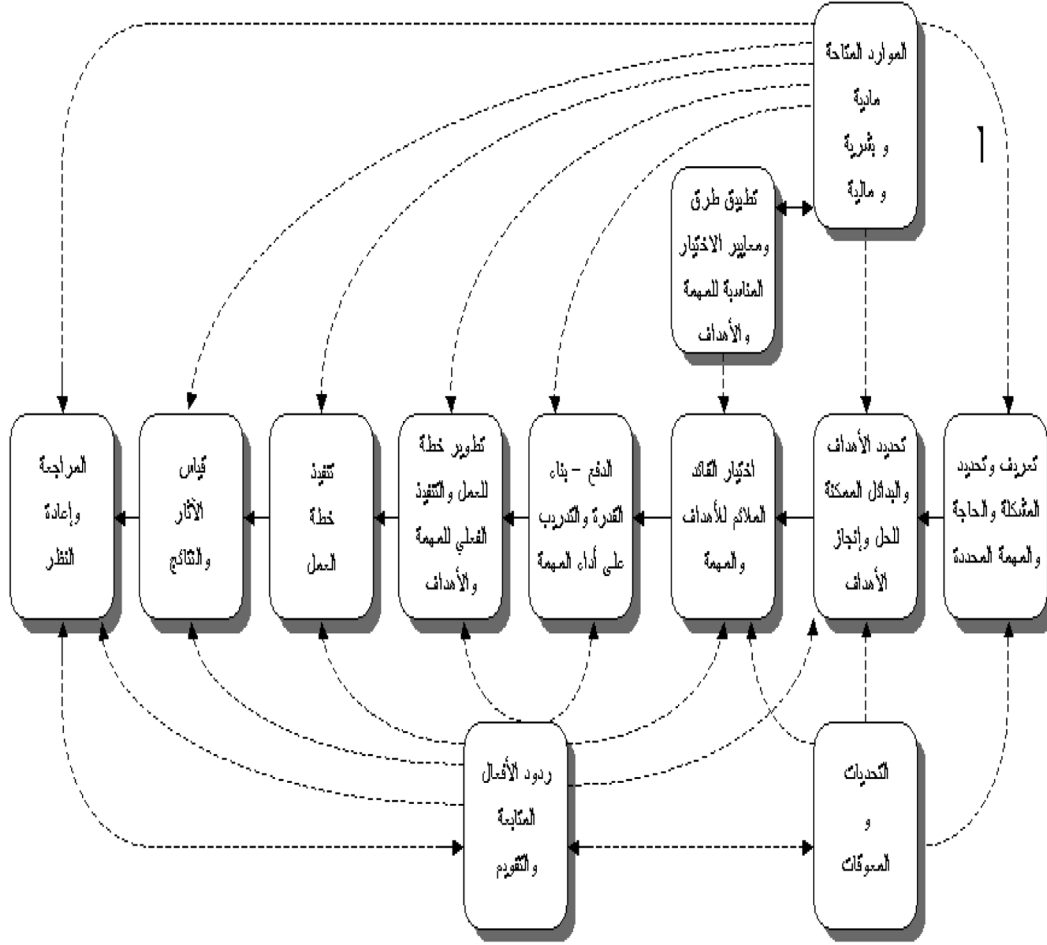 الموارد المتاحة
مادية
و بشرية
و مالية
تطبيق طرق
ومعايير الاختيار
المناسبة للمهمة
والأهداف
تعريف وتحديد
المشكلة والحاجة
والمهمة المحددة
تحديد الأهداف
والبدائل الممكنة
للحل وإنجاز
الأهداف
اختيار القائد
الملائم للأهداف
والمهمة
الدفع – بناء
القدرة والتدريب
على أداء المهمة
تطوير خطة
للعمل والتنفيذ
الفعلي للمهمة
والأهداف
تنفيذ
خطة
العمل
قياس
الآثار
والنتائج
المراجعة
وإعادة
النظر
ردود الأفعال
المتابعة
والتقويم
التحديات
و
المعوقات